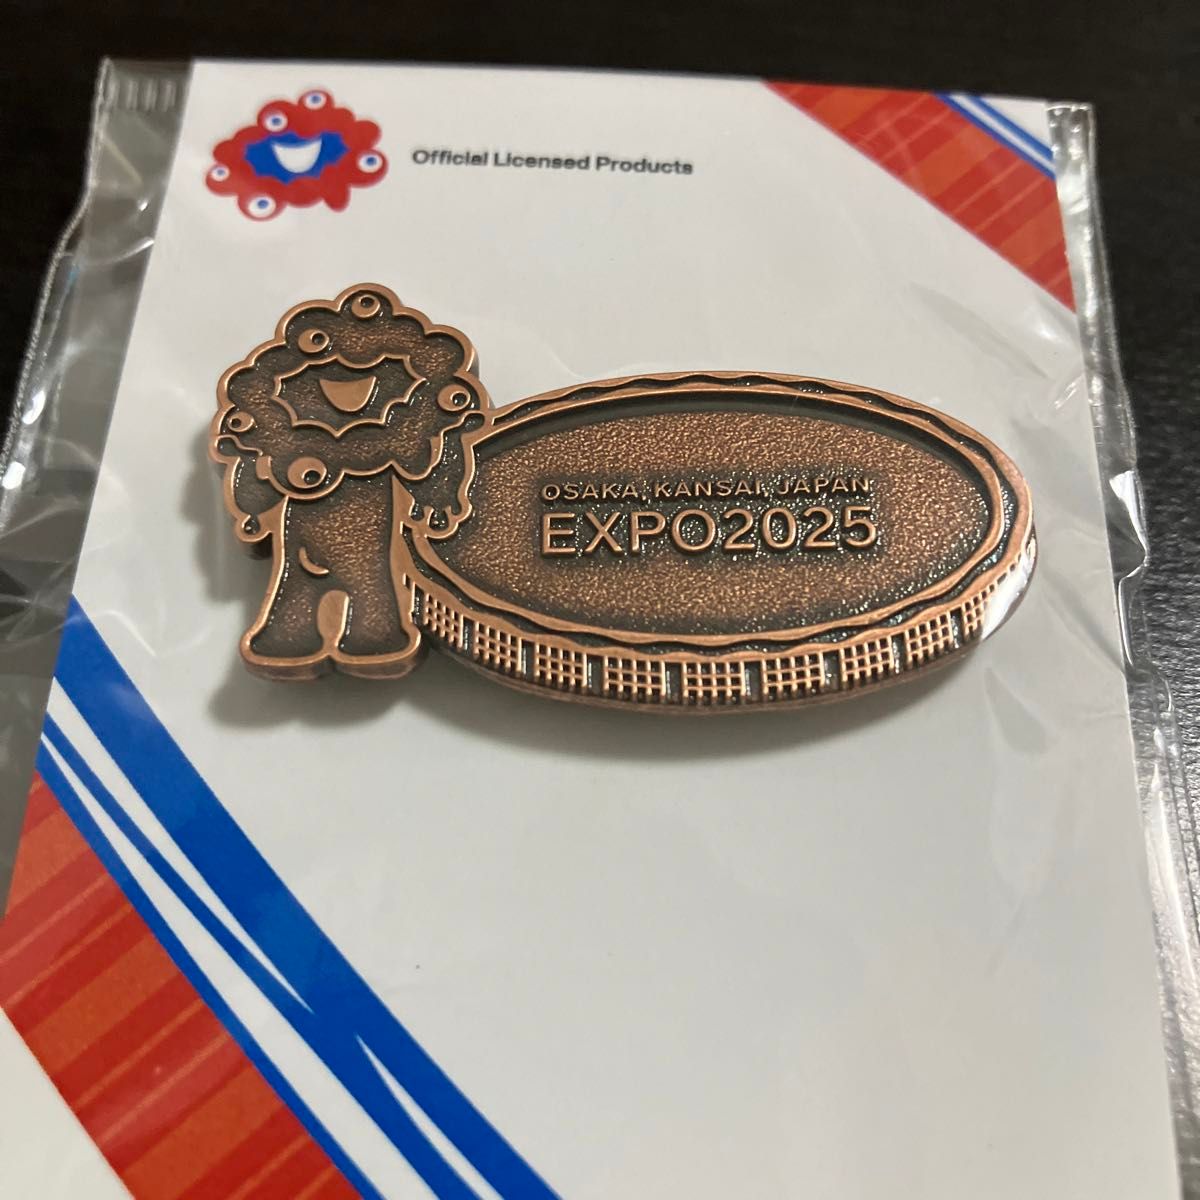 Official Licensed Products
OSAKA, KANSAI, JAPAN
EXPO2025